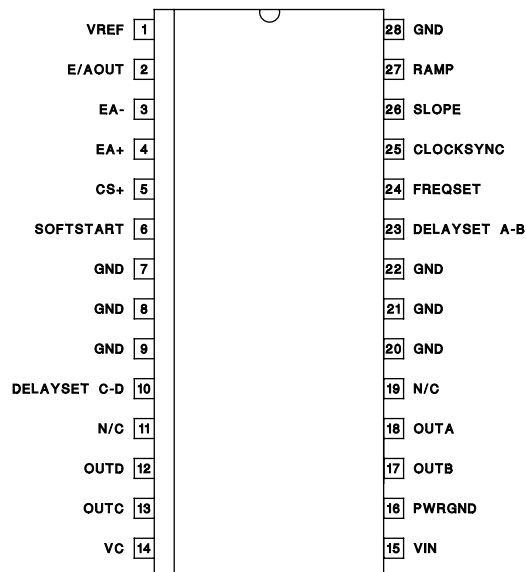 VREF 1 28 GND
E/AOUT 2 27 RAMP
EA- 3 26 SLOPE
EA+ 4 25 CLOCKSYNC
CS+ 5 24 FREQSET
SOFTSTART 6 23 DELAYSET A-B
GND 7 22 GND
GND 8 21 GND
GND 9 20 GND
DELAYSET C-D 10 19 N/C
N/C 11 18 OUTA
OUTD 12 17 OUTB
OUTC 13 16 PWRGND
VC 14 15 VIN